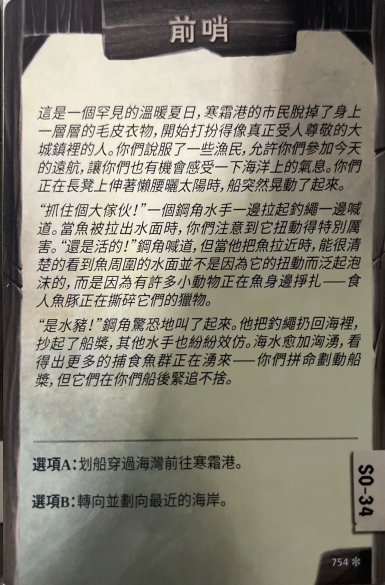 前哨
這是一個罕見的溫暖夏日,寒霜港的市民脫掉了身上
一層層的毛皮衣物,開始打扮得像真正受人尊敬的大
城鎮裡的人。你們說服了一些漁民,允許你們參加今天
的遠航,讓你們也有機會感受一下海洋上的氣息。你們
正在長凳上伸著懶腰曬太陽時,船突然晃動了起來。
“抓住個大傢伙!”一個鋼角水手一邊拉起釣繩一邊喊
道。當魚被拉出水面時,你們注意到它扭動得特別厲
害。“還是活的!”鋼角喊道,但當他把魚拉近時,能很清
楚的看到魚周圍的水面並不是因為它的扭動而泛起泡
沫的,而是因為有許多小動物正在魚身邊掙扎——食
人魚豚正在撕碎它們的獵物。
“是水豬!”鋼角驚恐地叫了起來。他把釣繩扔回海裡,
抄起了船槳,其他水手也紛紛效仿。海水愈加洶湧,看
得出更多的捕食魚群正在湧來——你們拼命劃動船
槳,但它們在你們船後緊追不捨。
選項A:划船穿過海灣前往寒霜港。
選項B:轉向並劃向最近的海岸。
SO-34
754